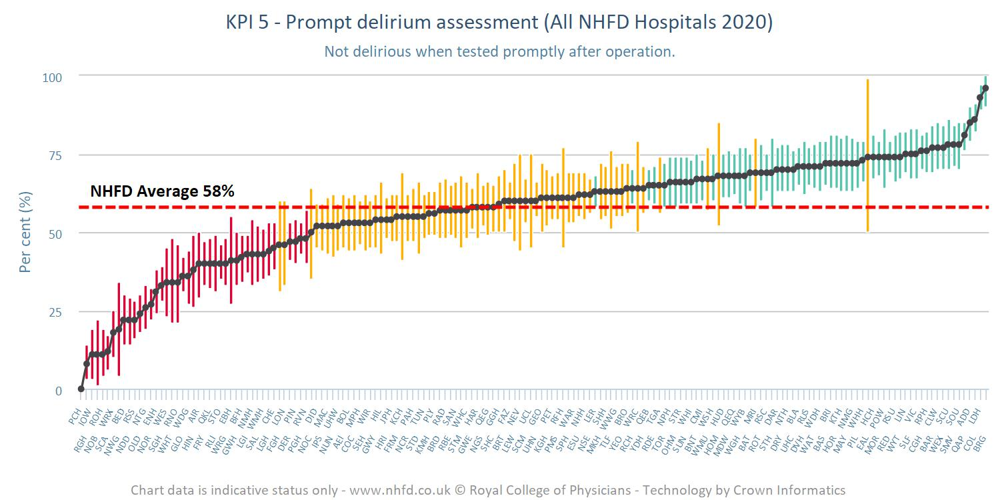 KPI 5 - Prompt delirium assessment (All NHFD Hospitals 2020)
Not delirious when tested promptly after operation.
100
75
NHFD Average 58%
50
25
0
Per cent (%)
PCH JOW ROH WRX BED RSS NTG ENH WES RNO WDG AIR QKL STO EBH BFH NMH WMH CHE LON PIN RVN DID MAC UHW BOL MPH WIR HIL JPH KCH PAH TUN PIY RAD SAN WHC HAR QEG GGH FAZ NEV UCL GEO PET RFH WAR NHH LER SHH WWG BRO WRC QEB TGA NPH STR WHI CMI WSH HUD QEQ WYB MRI RSC DAR NTH BLA RUS WDH BRI KTH NMG WHH HCH POW RSU LIN VIC RPH CLW SCU SOU ADD LDH
RGH NOB SCA NWG NDD OLD NOR SGH WHT GLO HIN FRY RLI WRG GWH LGI SAL LGH FGH DER PGH NOC IPS NUN AEI COC SEH GWY HRI FRM NCR STD KMH BRD RBE STM GWE NGS SHC BRT LEW SCM UHN KGH PMS SPH ESU NSE MKH TLF YEO RCH YDH RDE TOR OHM SUN BNT WMU HOM MDW WGH BAT ROT STH DRY UHC DVH WAT BAS HOR MAY PIL EAL MOR RED WYT SLF CGH BAR WEX SMV QAP COL BRG
Chart data is indicative status only - www.nhfd.co.uk © Royal College of Physicians - Technology by Crown Informatics